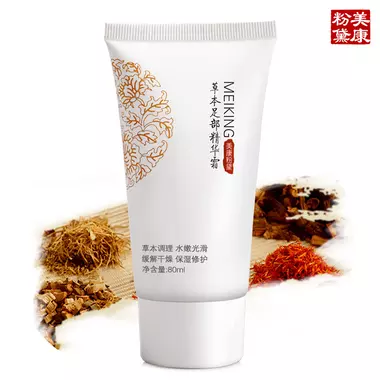 美康
粉黛
MEIKING
美康粉黛
草本足部精华霜
草本调理 水嫩光滑
缓解干燥 保湿修护
净含量:80ml